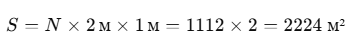 S = N × 2 м × 1 м = 1112 × 2 = 2224 м²